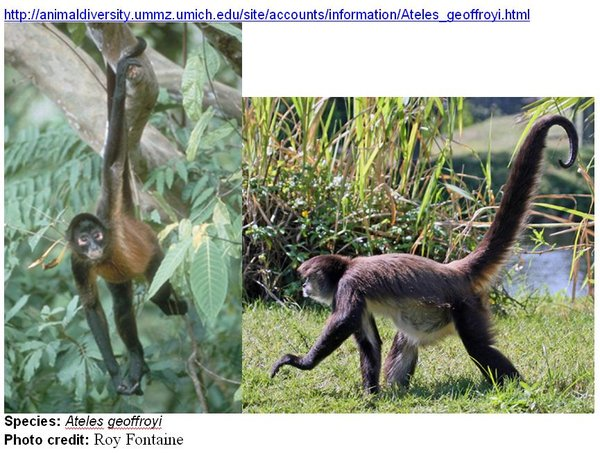 http://animaldiversity.ummz.umich.edu/site/accounts/information/Ateles_geoffroyi.html
Species: Ateles geoffroyi
Photo credit: Roy Fontaine